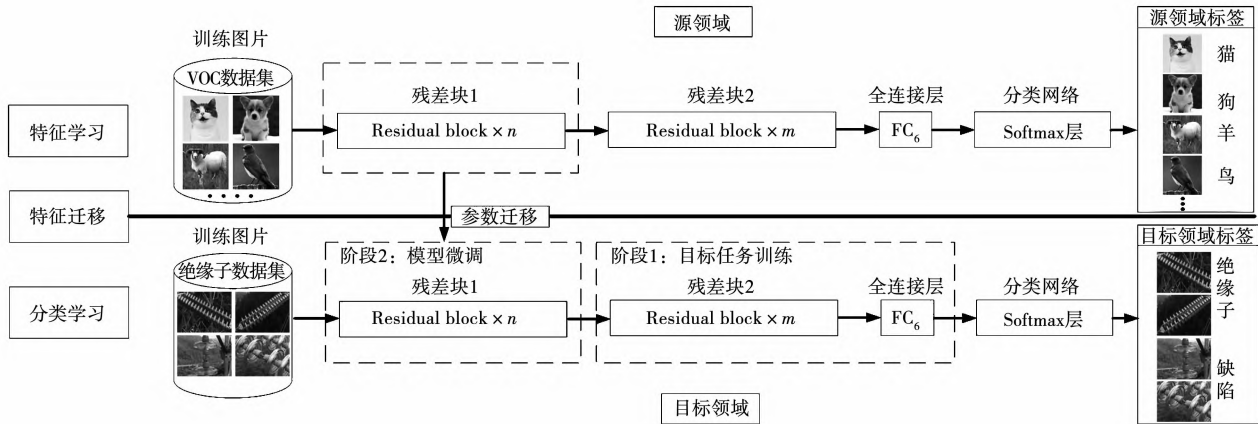 源领域
源领域标签
训练图片
VOC数据集
猫
狗
羊
鸟
特征学习
残差块1
Residual block × n
残差块2
Residual block × m
全连接层
FC6
分类网络
Softmax层
特征迁移
参数迁移
训练图片
绝缘子数据集
目标领域标签
绝缘子
缺陷
分类学习
阶段2：模型微调
残差块1
Residual block × n
阶段1：目标任务训练
残差块2
Residual block × m
全连接层
FC6
分类网络
Softmax层
目标领域